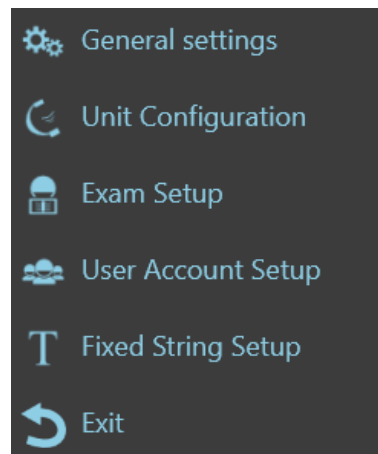 General settings
Unit Configuration
Exam Setup
User Account Setup
Fixed String Setup
Exit